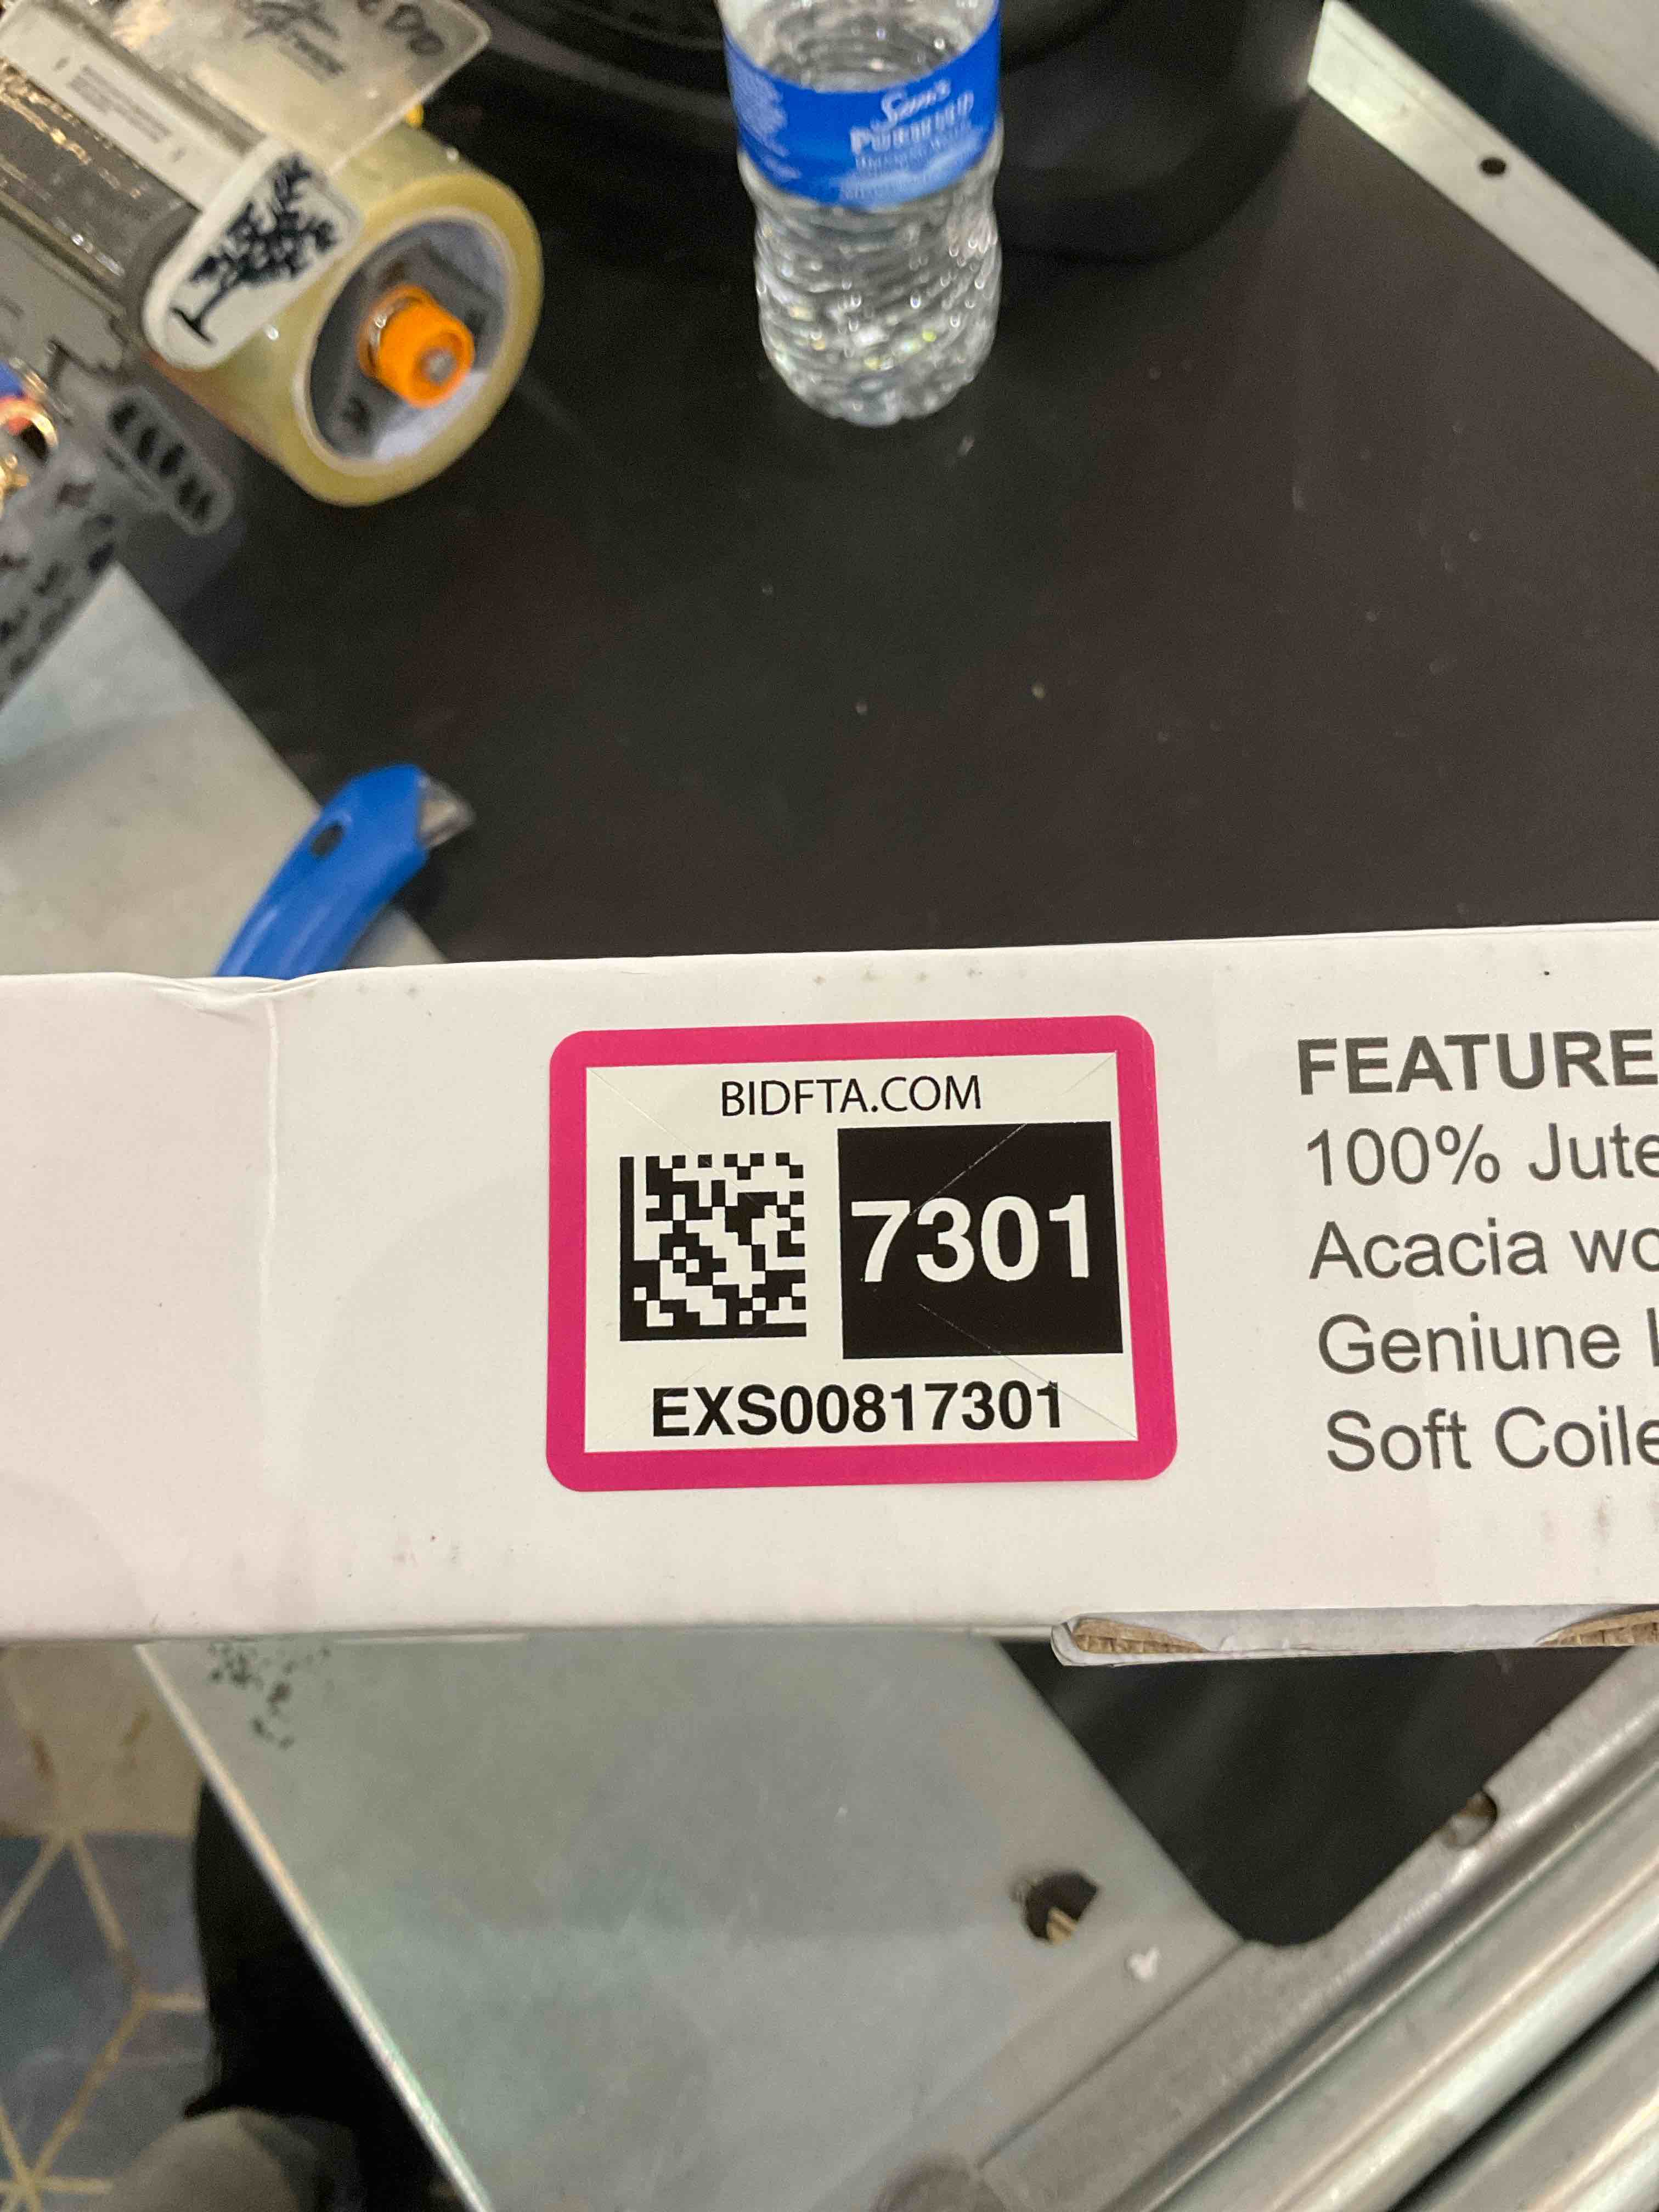 BIDFTA.COM
7301
EXS00817301
FEATURE
100% Jute
Acacia wo
Geniune
Soft Coile